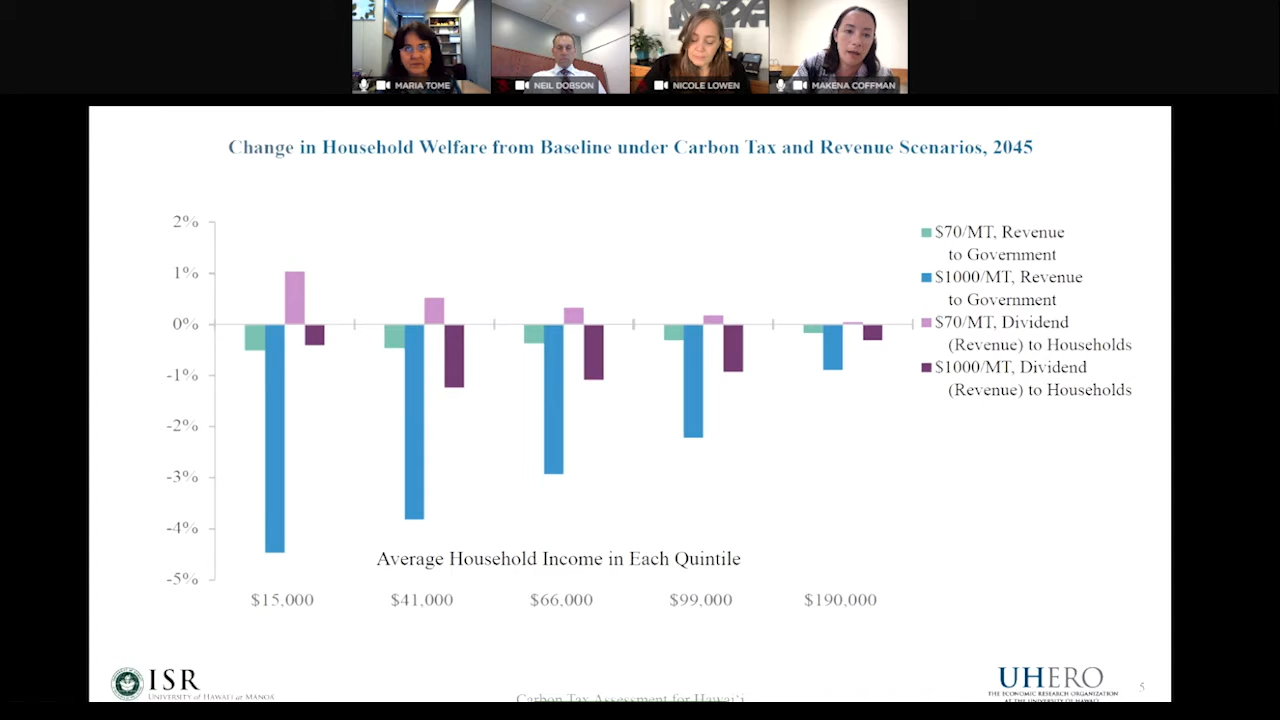 MARIA TOME
NEIL DOBSON
NICOLE LOWEN
MAKENA COFFMAN
Change in Household Welfare from Baseline under Carbon Tax and Revenue Scenarios, 2045
2%
1%
0%
-1%
-2%
-3%
-4%
-5%
$70/MT, Revenue
to Government
$1000/MT, Revenue
to Government
$70/MT, Dividend
(Revenue) to Households
$1000/MT, Dividend
(Revenue) to Households
Average Household Income in Each Quintile
$15,000
$41,000
$66,000
$99,000
$190,000
ISR
UNIVERSITY of HAWAIʻI at MĀNOA
Carbon Tax Assessment for Hawaiʻi
UHERO
THE ECONOMIC RESEARCH ORGANIZATION
AT THE UNIVERSITY OF HAWAIʻI
5